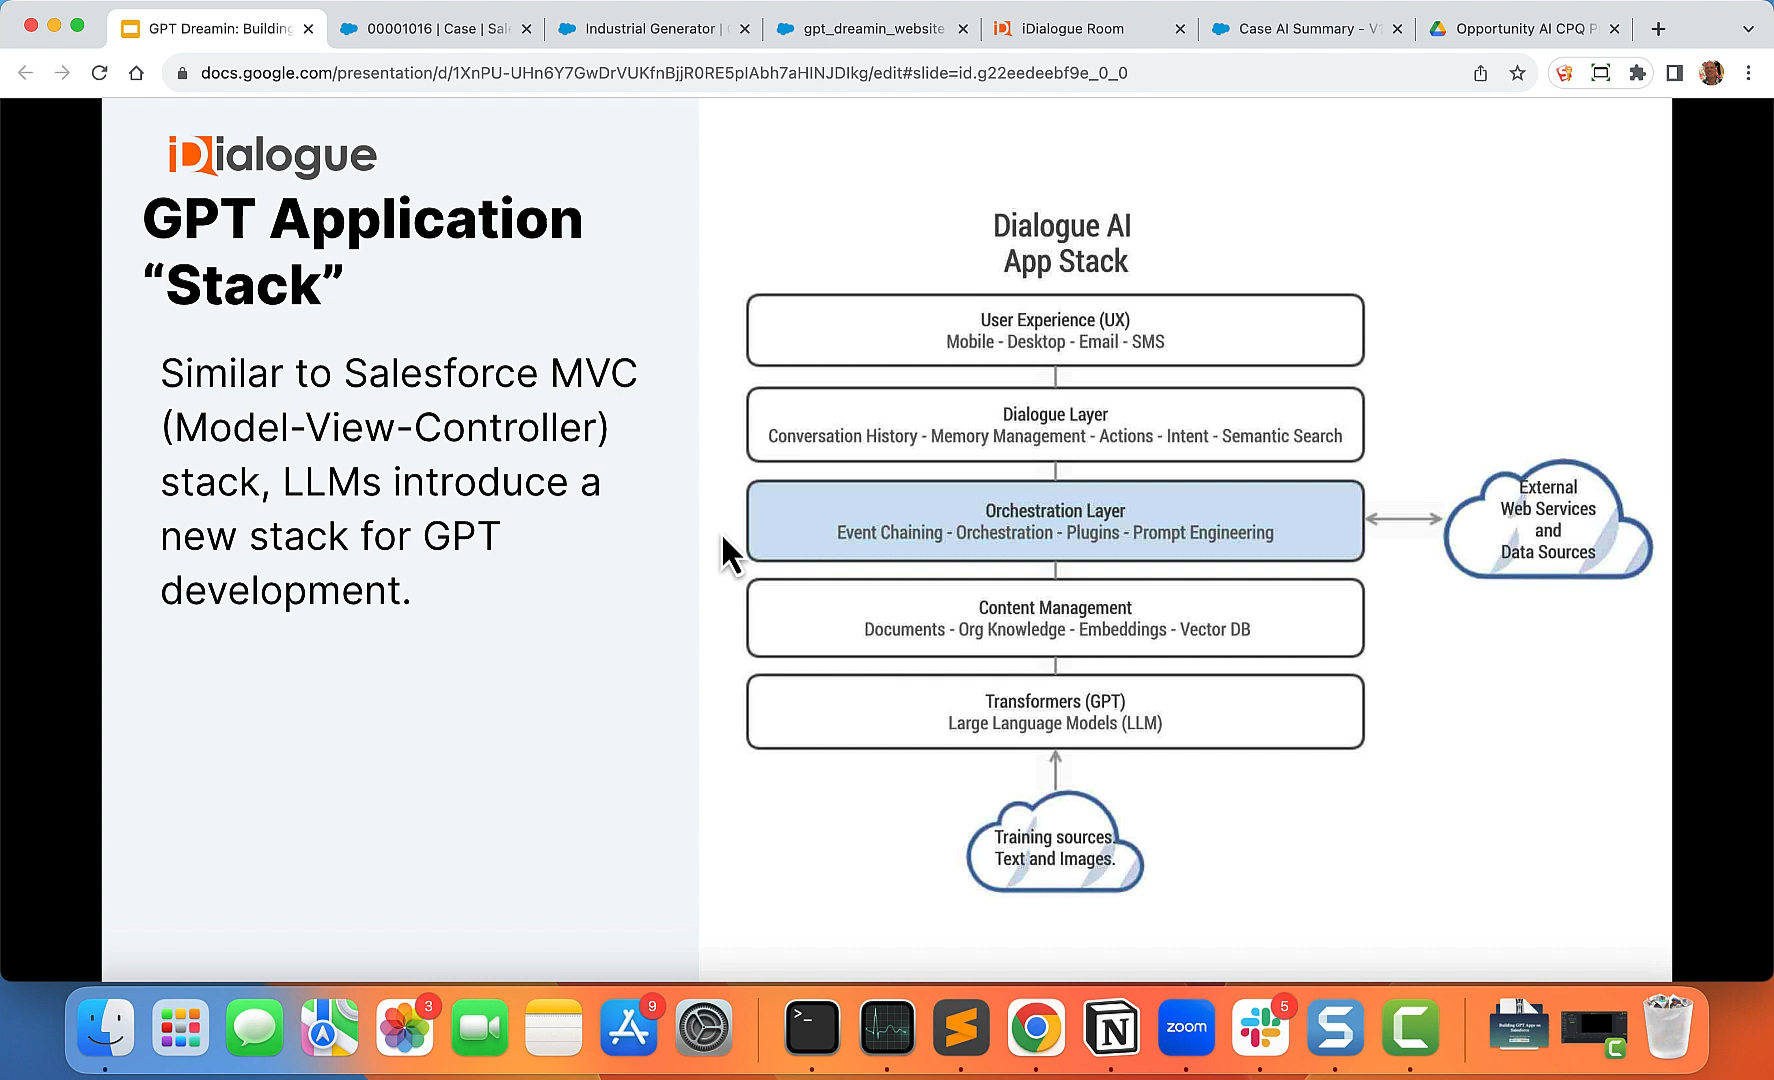 GPT Dreamin: Building
00001016 | Case | Sal
Industrial Generator |
gpt_dreamin_website
iDialogue Room
Case AI Summary - V1
Opportunity AI CPQ P
docs.google.com/presentation/d/1XnPU-UHn6Y7GwDrVUKfnBjjR0RE5pIAbh7aHINJDIkg/edit#slide=id.g22eedeebf9e_0_0
iDialogue
GPT Application
“Stack”
Similar to Salesforce MVC
(Model-View-Controller)
stack, LLMs introduce a
new stack for GPT
development.
Dialogue AI
App Stack
User Experience (UX)
Mobile - Desktop - Email - SMS
Dialogue Layer
Conversation History - Memory Management - Actions - Intent - Semantic Search
Orchestration Layer
Event Chaining - Orchestration - Plugins - Prompt Engineering
External
Web Services
and
Data Sources
Content Management
Documents - Org Knowledge - Embeddings - Vector DB
Transformers (GPT)
Large Language Models (LLM)
Training sources.
Text and Images.
3
9
zoom
5